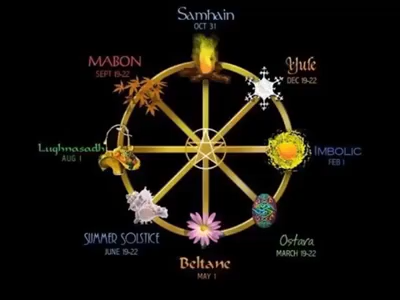 Samhain
OCT 31
Yule
DEC 19-22
IMBOLIC
FEB 1
Ostara
MARCH 19-22
Beltane
MAY 1
SUMMER SOLSTICE
JUNE 19-22
Lughnasadh
AUG 1
MABON
SEPT 19-22